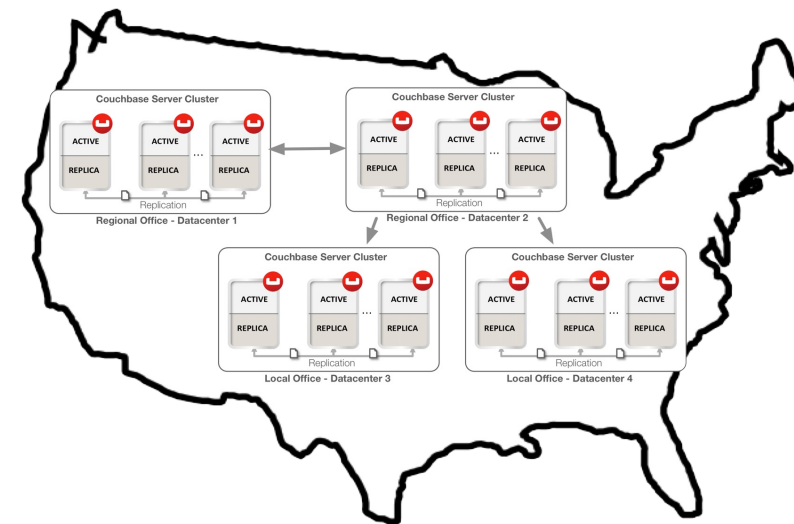 Couchbase Server Cluster
ACTIVE ACTIVE ACTIVE
...
REPLICA REPLICA REPLICA
Replication
Regional Office - Datacenter 1
Couchbase Server Cluster
ACTIVE ACTIVE ACTIVE
...
REPLICA REPLICA REPLICA
Replication
Regional Office - Datacenter 2
Couchbase Server Cluster
ACTIVE ACTIVE ACTIVE
...
REPLICA REPLICA REPLICA
Replication
Local Office - Datacenter 3
Couchbase Server Cluster
ACTIVE ACTIVE ACTIVE
...
REPLICA REPLICA REPLICA
Replication
Local Office - Datacenter 4